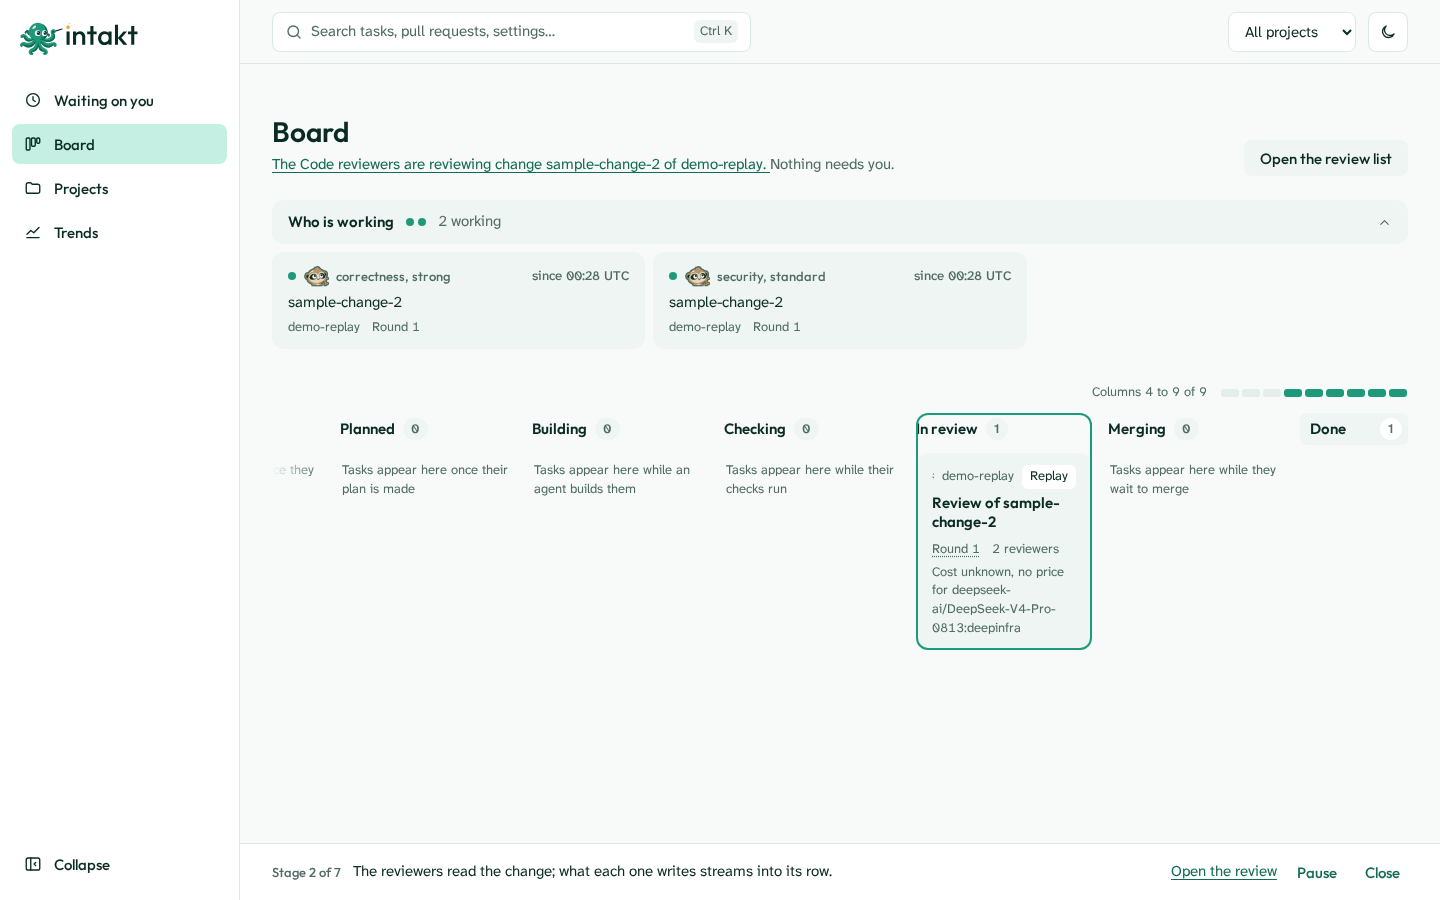 intakt
Search tasks, pull requests, settings...
Ctrl K
All projects
Waiting on you
Board
Projects
Trends
Board
The Code reviewers are reviewing change sample-change-2 of demo-replay. Nothing needs you.
Open the review list
Who is working
2 working
correctness, strong
since 00:28 UTC
sample-change-2
demo-replay Round 1
security, standard
since 00:28 UTC
sample-change-2
demo-replay Round 1
Columns 4 to 9 of 9
they
Planned 0
Tasks appear here once their
plan is made
Building 0
Tasks appear here while an
agent builds them
Checking 0
Tasks appear here while their
checks run
In review 1
demo-replay Replay
Review of sample-
change-2
Round 1 2 reviewers
Cost unknown, no price
for deepseek-
ai/DeepSeek-V4-Pro-
0813:deepinfra
Merging 0
Tasks appear here while they
wait to merge
Done 1
Collapse
Stage 2 of 7 The reviewers read the change; what each one writes streams into its row.
Open the review
Pause
Close